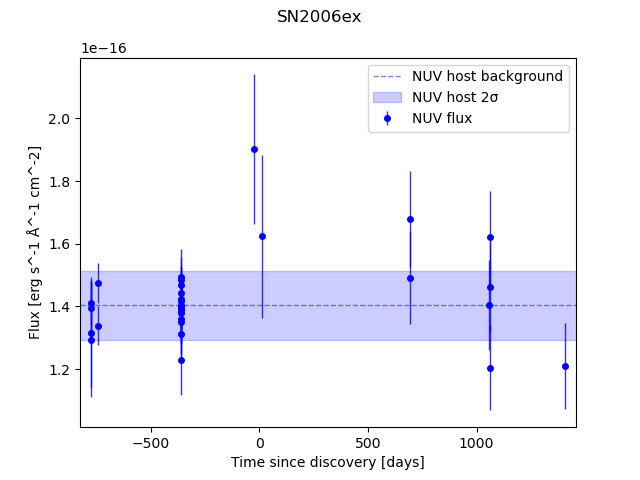 SN2006ex
1e−16
NUV host background
NUV host 2σ
NUV flux
2.0
1.8
1.6
1.4
1.2
Flux [erg s^-1 Å^-1 cm^-2]
−500
0
500
1000
Time since discovery [days]